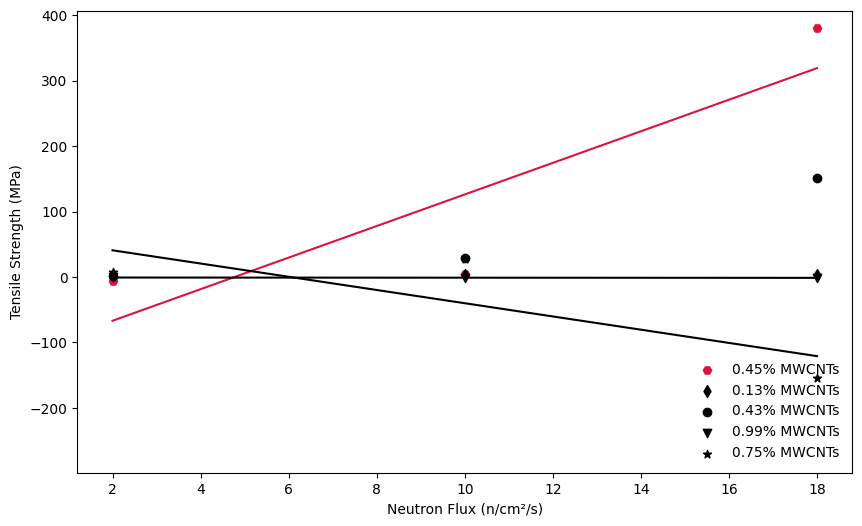 400
300
200
100
0
−100
−200
Tensile Strength (MPa)
2 4 6 8 10 12 14 16 18
Neutron Flux (n/cm²/s)
0.45% MWCNTs
0.13% MWCNTs
0.43% MWCNTs
0.99% MWCNTs
0.75% MWCNTs